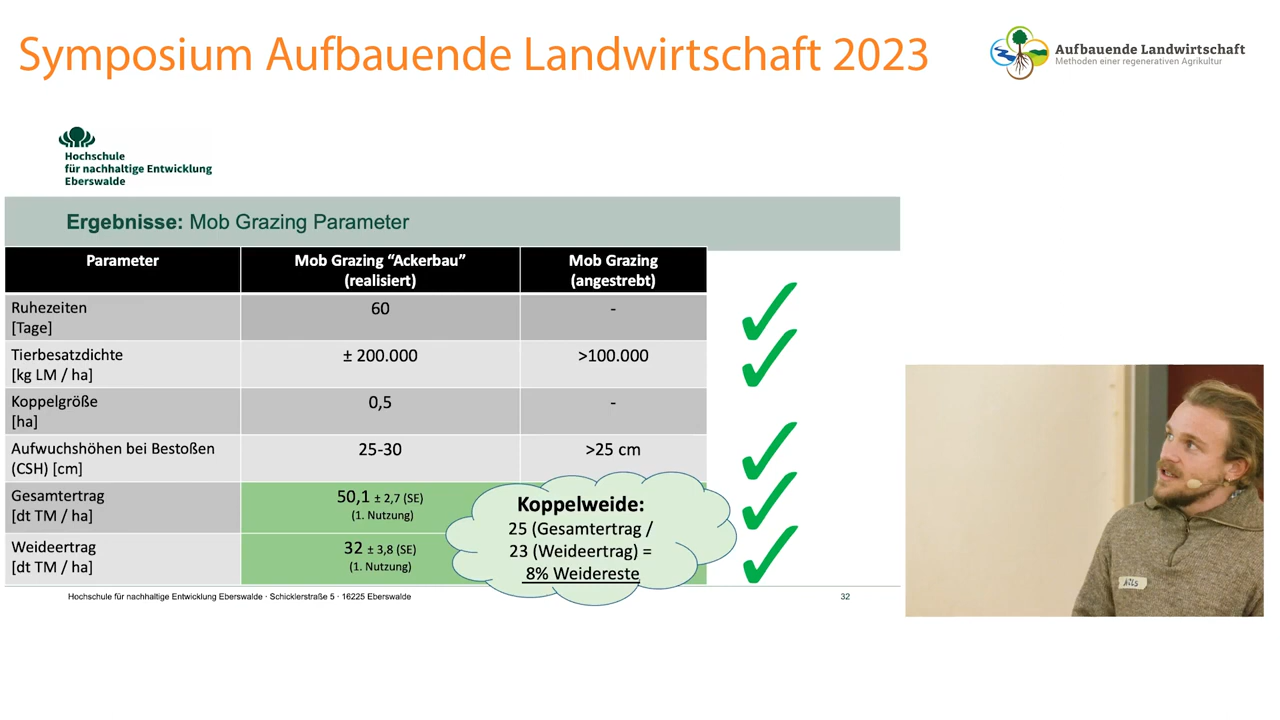 Symposium Aufbauende Landwirtschaft 2023
Aufbauende Landwirtschaft
Methoden einer regenerativen Agrikultur
Hochschule
für nachhaltige Entwicklung
Eberswalde
Ergebnisse: Mob Grazing Parameter
Parameter
Mob Grazing “Ackerbau”
(realisiert)
Mob Grazing
(angestrebt)
Ruhezeiten
[Tage]
60
-
Tierbesatzdichte
[kg LM / ha]
± 200.000
>100.000
Koppelgröße
[ha]
0,5
-
Aufwuchshöhen bei Bestoßen
(CSH) [cm]
25-30
>25 cm
Gesamtertrag
[dt TM / ha]
50,1 ± 2,7 (SE)
(1. Nutzung)
Weideertrag
[dt TM / ha]
32 ± 3,8 (SE)
(1. Nutzung)
Koppelweide:
25 (Gesamtertrag /
23 (Weideertrag) =
8% Weidereste
Hochschule für nachhaltige Entwicklung Eberswalde · Schicklerstraße 5 · 16225 Eberswalde
32